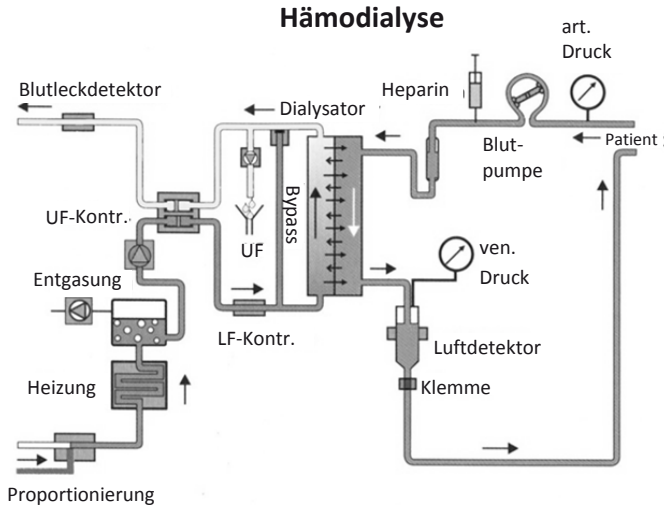 Hämodialyse
art.
Druck
Blutleckdetektor
Dialysator
Heparin
Patient :
Blut-
pumpe
Bypass
UF-Kontr.
UF
ven.
Druck
Entgasung
LF-Kontr.
Luftdetektor
Heizung
Klemme
Proportionierung